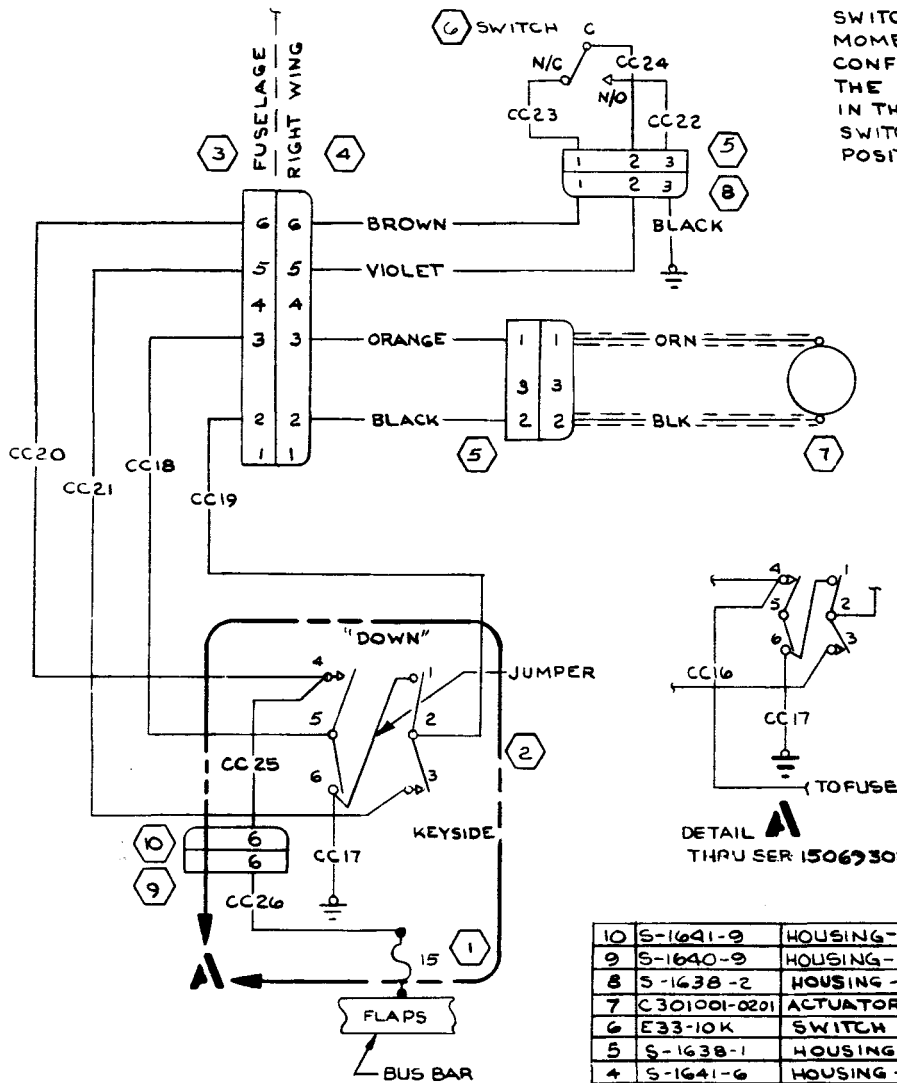 FUSELAGE
RIGHT WING
3
4
6 SWITCH
C
N/C
CC24
N/O
CC23
CC22
1 2 3
1 2 3
5
8
SWITC
MOME
CONF
THE
IN TH
SWITC
POSIT
6 6 BROWN
BLACK
5 5 VIOLET
4 4
3 3 ORANGE 1 1 ORN
3 3
2 2 BLACK 2 2 BLK
1 1
5
7
CC20
CC21
CC18
CC19
"DOWN"
4 1
JUMPER
5 2
2
6 3
CC25
KEYSIDE
10
6
6
9
CC17
CC26
A
15
1
FLAPS
BUS BAR
4 1
5 2
6 3
CC16
CC17
TO FUSE
DETAIL A
THRU SER 1506930
10 S-1641-9 HOUSING-
9 S-1640-9 HOUSING-
8 S-1638-2 HOUSING-
7 C301001-0201 ACTUATOR
6 E33-10K SWITCH
5 S-1638-1 HOUSING
4 S-1641-6 HOUSING-